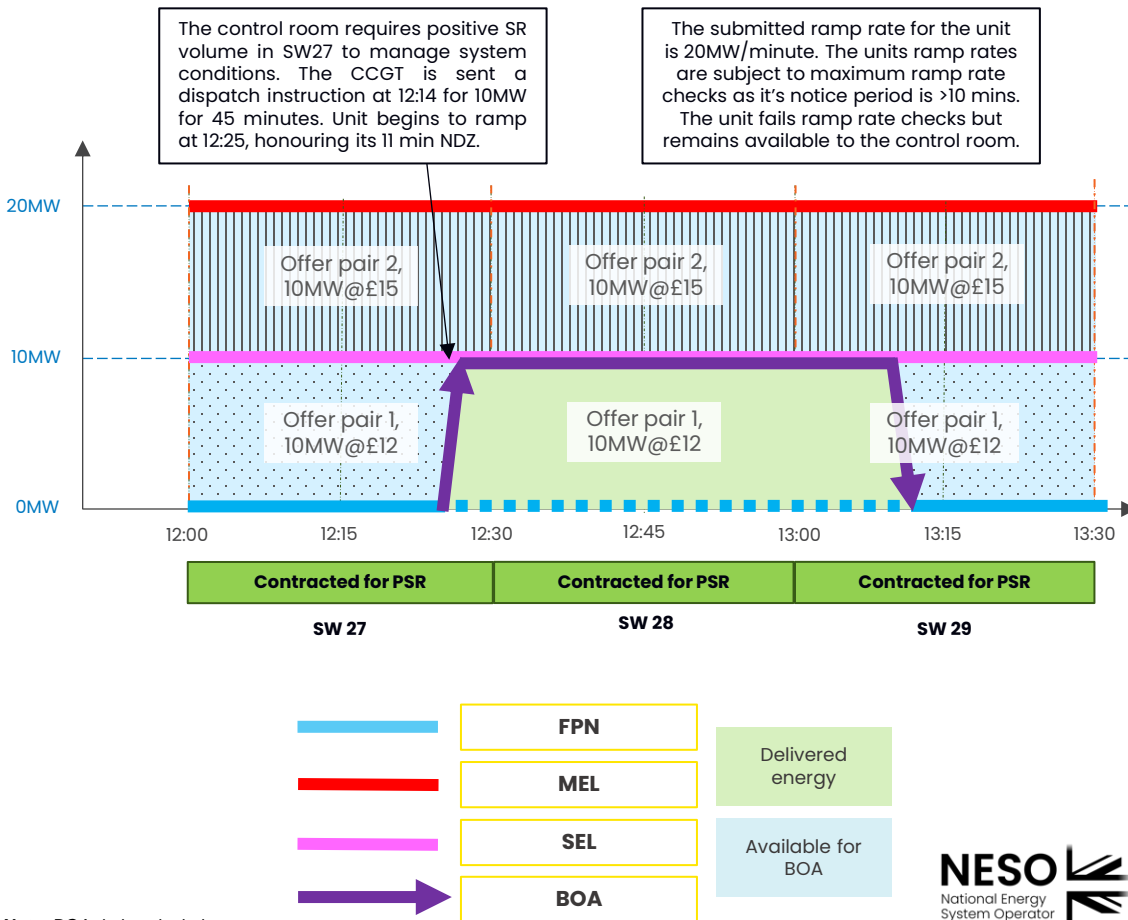 The control room requires positive SR
volume in SW27 to manage system
conditions. The CCGT is sent a
dispatch instruction at 12:14 for 10MW
for 45 minutes. Unit begins to ramp
at 12:25, honouring its 11 min NDZ.
The submitted ramp rate for the unit
is 20MW/minute. The units ramp rates
are subject to maximum ramp rate
checks as it's notice period is >10 mins.
The unit fails ramp rate checks but
remains available to the control room.
20MW
Offer pair 2,
10MW@£15
Offer pair 2,
10MW@£15
Offer pair 2,
10MW@£15
10MW
Offer pair 1,
10MW@£12
Offer pair 1,
10MW@£12
Offer pair 1,
10MW@£12
0MW
12:00
12:15
12:30
12:45
13:00
13:15
13:30
Contracted for PSR
Contracted for PSR
Contracted for PSR
SW 27
SW 28
SW 29
FPN
MEL
SEL
BOA
Delivered
energy
Available for
BOA
NESO
National Energy
System Operator